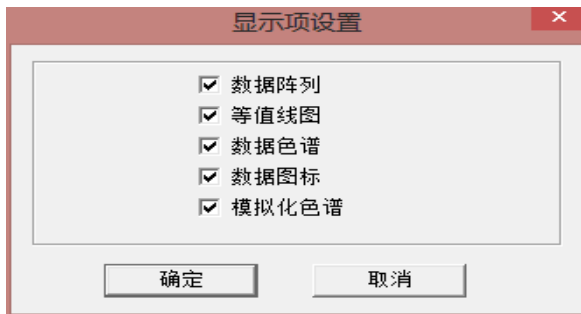 显示项设置
数据阵列
等值线图
数据色谱
数据图标
模拟化色谱
确定 取消